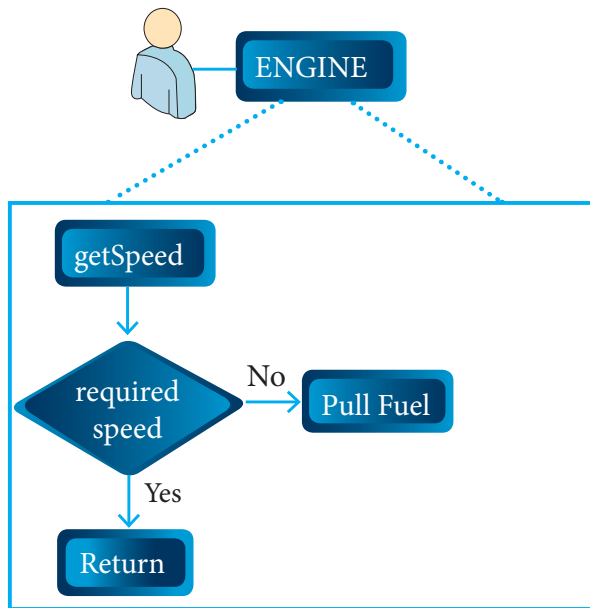 ENGINE
getSpeed
required
speed
No
Pull Fuel
Yes
Return